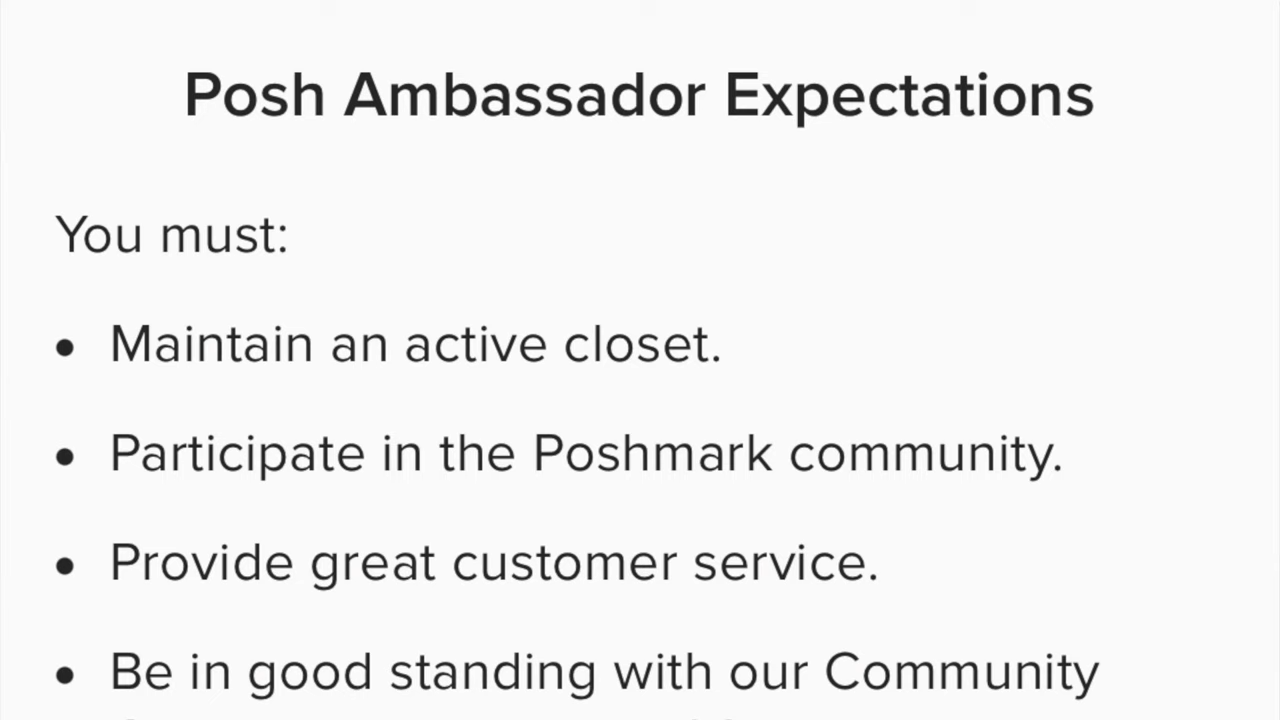 Posh Ambassador Expectations
You must:
• Maintain an active closet.
• Participate in the Poshmark community.
• Provide great customer service.
• Be in good standing with our Community